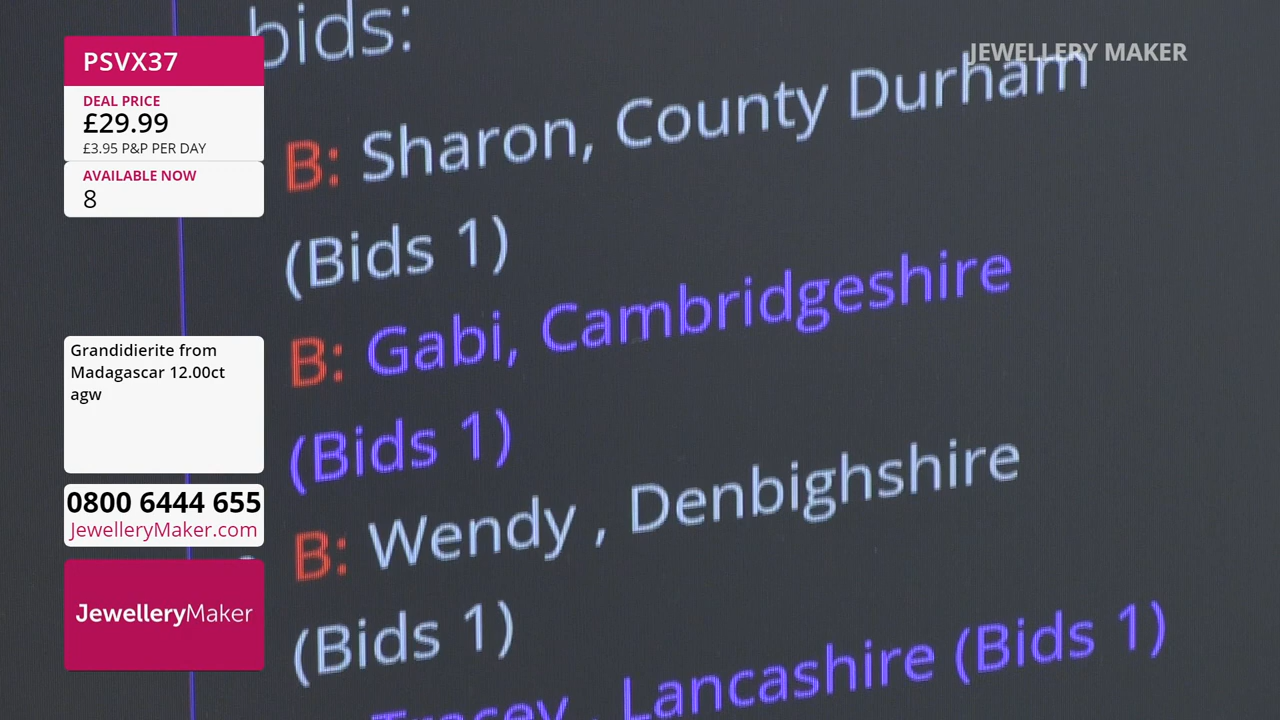 PSVX37
DEAL PRICE
£29.99
£3.95 P&P PER DAY
AVAILABLE NOW
8
Grandidierite from
Madagascar 12.00ct
agw
0800 6444 655
JewelleryMaker.com
JewelleryMaker
JEWELLERY MAKER
bids:
B: Sharon, County Durham
(Bids 1)
B: Gabi, Cambridgeshire
(Bids 1)
B: Wendy , Denbighshire
(Bids 1)
Tracey , Lancashire (Bids 1)